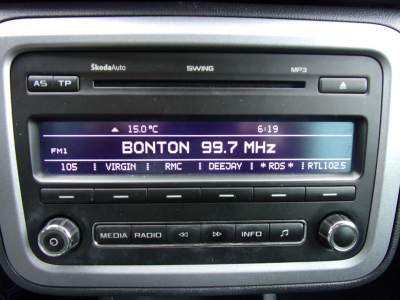 ŠkodaAuto SWING MP3
AS TP
15.0°C 6:19
BONTON 99.7 MHz
FM1
105 VIRGIN RMC DEEJAY *RDS* RTL102.5
MEDIA RADIO INFO